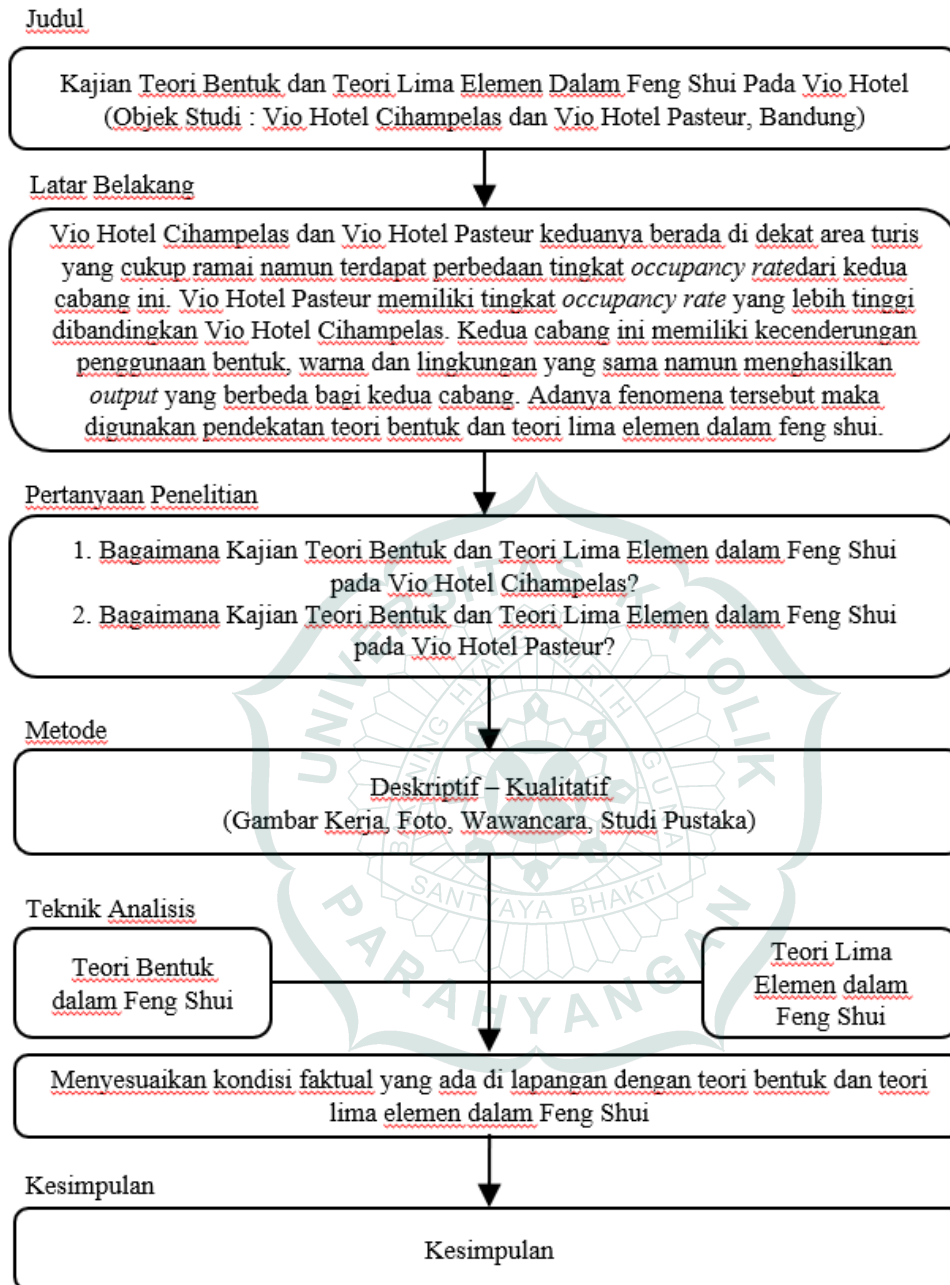 Judul
Kajian Teori Bentuk dan Teori Lima Elemen Dalam Feng Shui Pada Vio Hotel
(Objek Studi : Vio Hotel Cihampelas dan Vio Hotel Pasteur, Bandung)
Latar Belakang
Vio Hotel Cihampelas dan Vio Hotel Pasteur keduanya berada di dekat area turis
yang cukup ramai namun terdapat perbedaan tingkat occupancy ratedari kedua
cabang ini. Vio Hotel Pasteur memiliki tingkat occupancy rate yang lebih tinggi
dibandingkan Vio Hotel Cihampelas. Kedua cabang ini memiliki kecenderungan
penggunaan bentuk, warna dan lingkungan yang sama namun menghasilkan
output yang berbeda bagi kedua cabang. Adanya fenomena tersebut maka
digunakan pendekatan teori bentuk dan teori lima elemen dalam feng shui.
Pertanyaan Penelitian
1. Bagaimana Kajian Teori Bentuk dan Teori Lima Elemen dalam Feng Shui
pada Vio Hotel Cihampelas?
2. Bagaimana Kajian Teori Bentuk dan Teori Lima Elemen dalam Feng Shui
pada Vio Hotel Pasteur?
Metode
Deskriptif – Kualitatif
(Gambar Kerja, Foto, Wawancara, Studi Pustaka)
Teknik Analisis
Teori Bentuk
dalam Feng Shui
Teori Lima
Elemen dalam
Feng Shui
Menyesuaikan kondisi faktual yang ada di lapangan dengan teori bentuk dan teori
lima elemen dalam Feng Shui
Kesimpulan
Kesimpulan
UNIVERSITAS KATOLIK
PARAHYANGAN
SANTYAYA BHAKTI